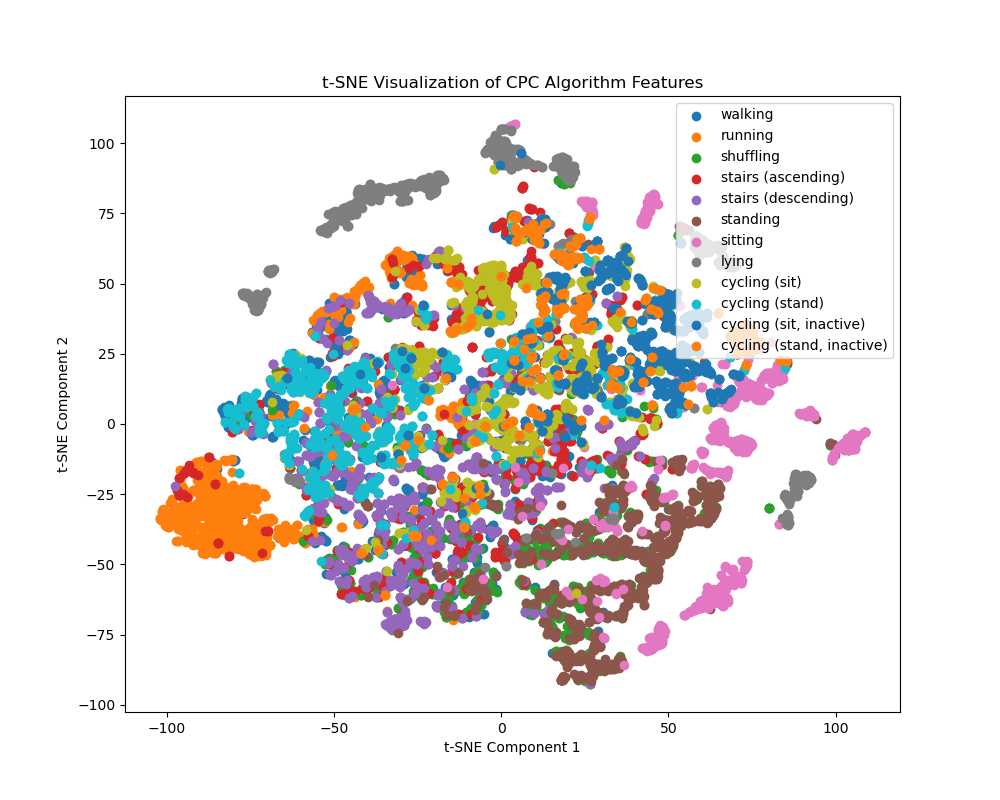 t-SNE Visualization of CPC Algorithm Features
walking
running
shuffling
stairs (ascending)
stairs (descending)
standing
sitting
lying
cycling (sit)
cycling (stand)
cycling (sit, inactive)
cycling (stand, inactive)
t-SNE Component 2
100
75
50
25
0
−25
−50
−75
−100
−100
−50
0
50
100
t-SNE Component 1